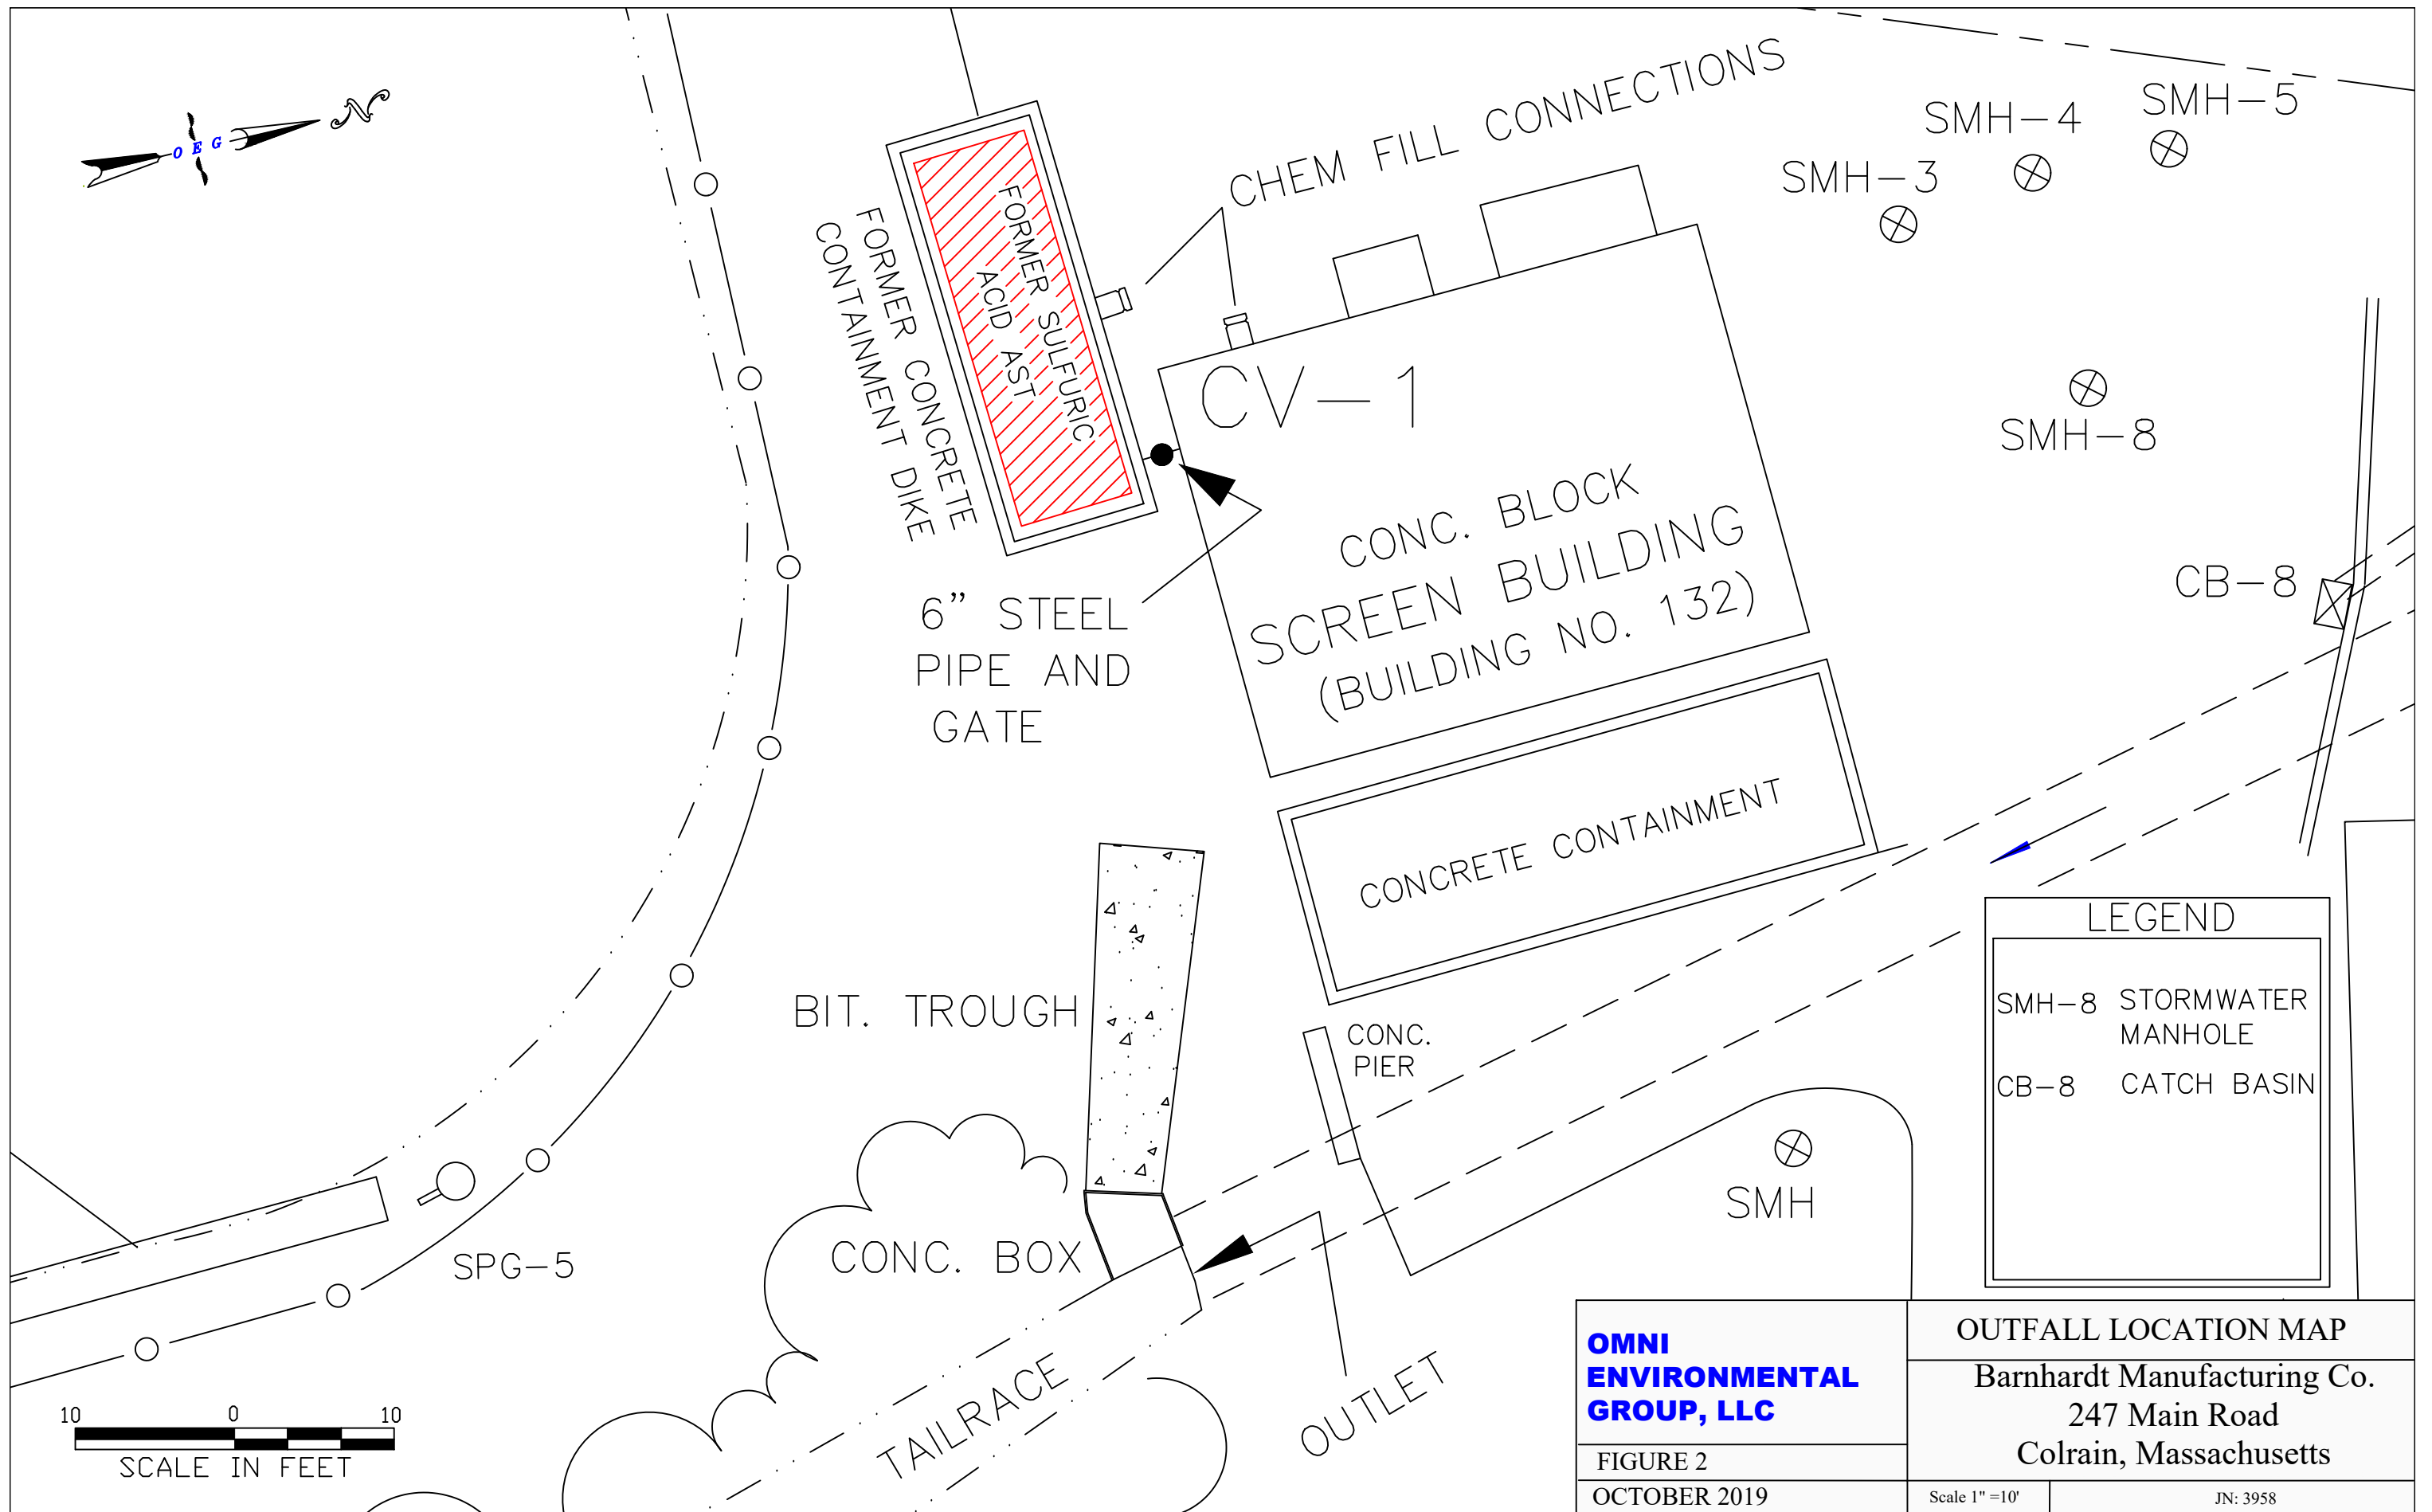 N
O E G
CHEM FILL CONNECTIONS
SMH-3
SMH-4
SMH-5
FORMER SULFURIC
ACID AST
FORMER CONCRETE
CONTAINMENT DIKE
CV-1
SMH-8
CONC. BLOCK
SCREEN BUILDING
(BUILDING NO. 132)
CB-8
6" STEEL
PIPE AND
GATE
CONCRETE CONTAINMENT
BIT. TROUGH
CONC.
PIER
SMH
CONC. BOX
SPG-5
TAILRACE
OUTLET
LEGEND
SMH-8 STORMWATER
MANHOLE
CB-8 CATCH BASIN
10 0 10
SCALE IN FEET
OMNI
ENVIRONMENTAL
GROUP, LLC
FIGURE 2
OCTOBER 2019
OUTFALL LOCATION MAP
Barnhardt Manufacturing Co.
247 Main Road
Colrain, Massachusetts
Scale 1" =10'
JN: 3958